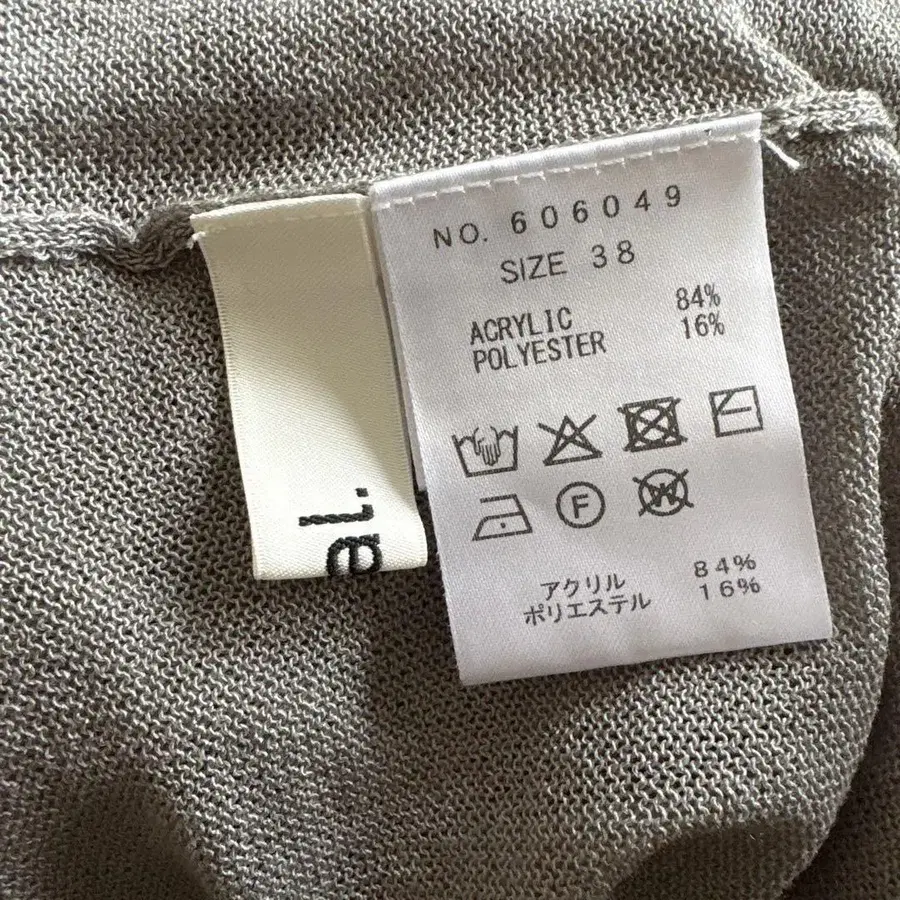 NO. 606049
SIZE 38
ACRYLIC 84%
POLYESTER 16%
F
W
アクリル 84%
ポリエステル 16%
al.